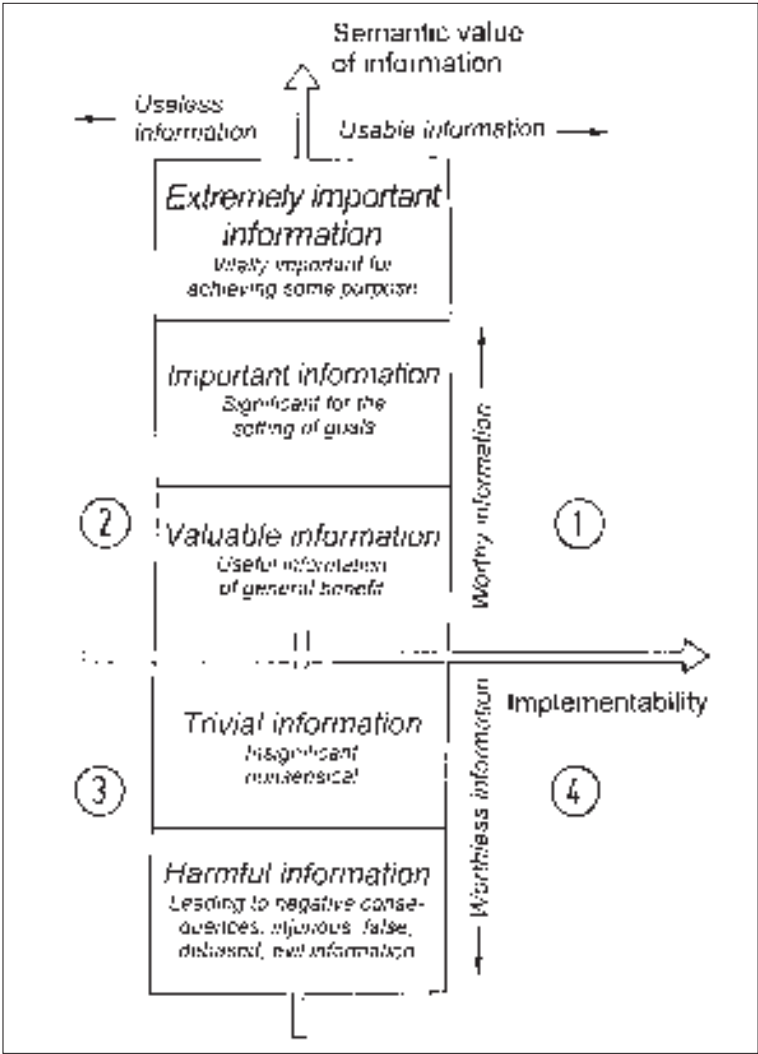 Semantic value
of information
Useless
information
Usable information
Extremely important
information
Vitally important for
achieving some purpose
Important information
Significant for the
setting of goals
Worthy information
2
Valuable information
Useful information
of general benefit
1
Implementability
Trivial information
Insignificant
nonsensical
Worthless information
3
4
Harmful information
Leading to negative conse-
quences, injurious, false,
debased, evil information